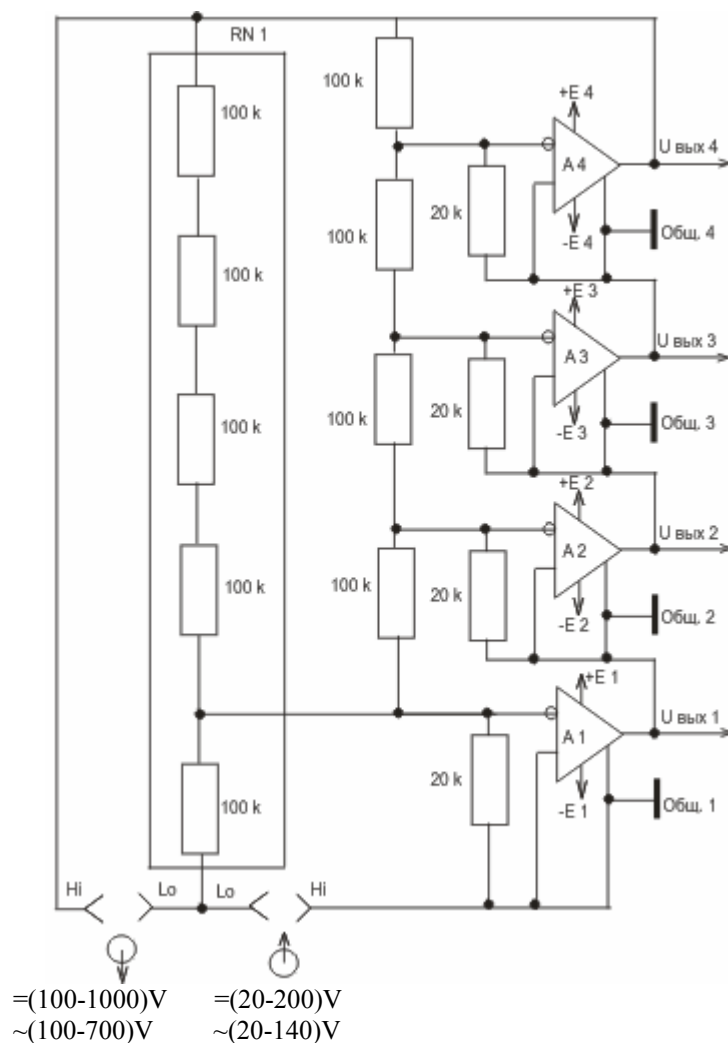 RN 1
100 k
100 k
100 k
100 k
100 k
100 k
100 k
100 k
100 k
20 k
20 k
20 k
20 k
+E 4
A 4
-E 4
U вых 4
Общ. 4
+E 3
A 3
-E 3
U вых 3
Общ. 3
+E 2
A 2
-E 2
U вых 2
Общ. 2
+E 1
A 1
-E 1
U вых 1
Общ. 1
Hi Lo Lo Hi
=(100-1000)V =(20-200)V
~(100-700)V ~(20-140)V